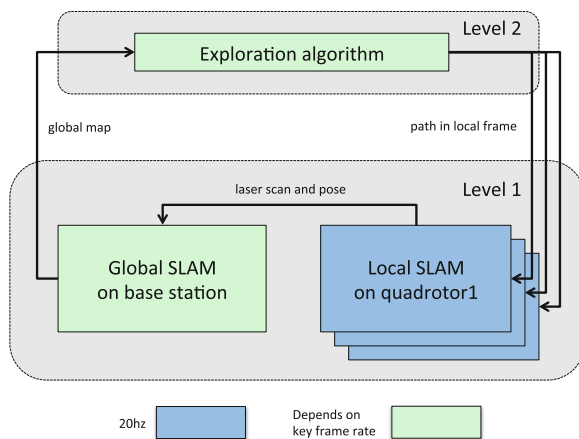 Level 2
Exploration algorithm
global map
path in local frame
Level 1
laser scan and pose
Global SLAM
on base station
Local SLAM
on quadrotor1
20hz
Depends on
key frame rate